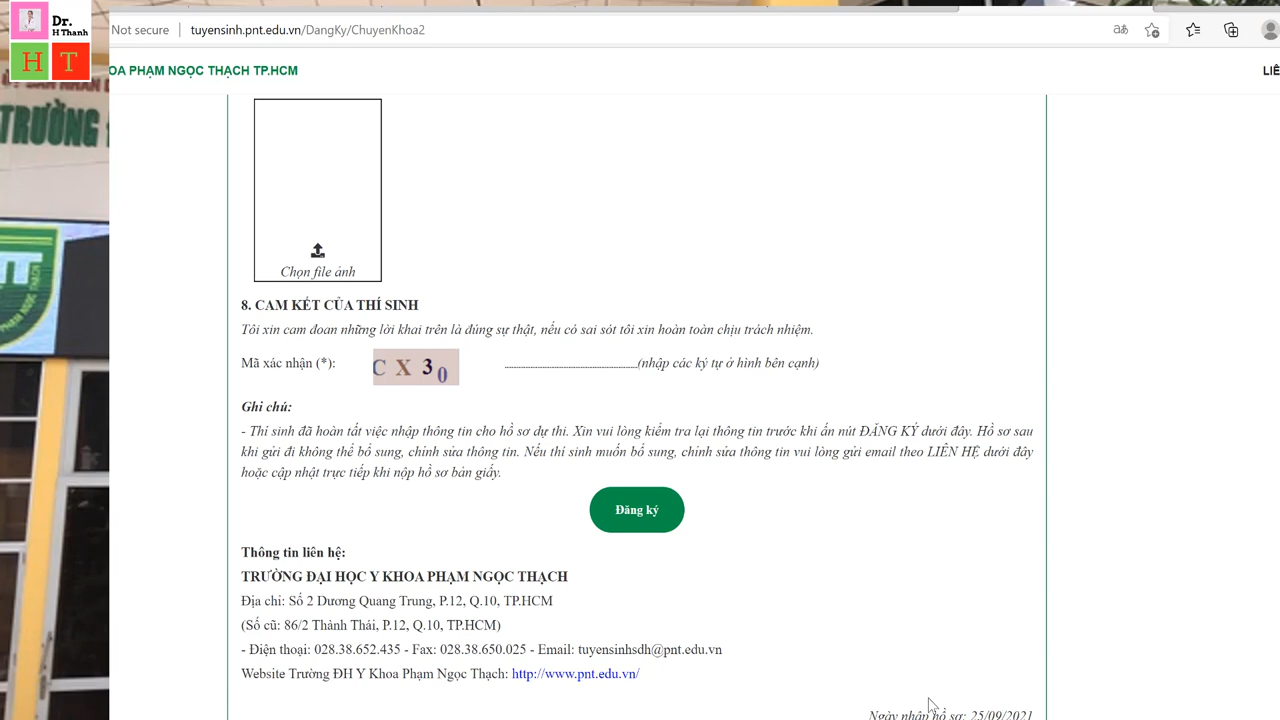 Dr.
H Thanh
H T
Not secure tuyensinh.pnt.edu.vn/DangKy/ChuyenKhoa2
OA PHẠM NGỌC THẠCH TP.HCM
LIÊ
TRƯỜNG
PHẠM NGỌC THẠCH
Chọn file ảnh
8. CAM KẾT CỦA THÍ SINH
Tôi xin cam đoan những lời khai trên là đúng sự thật, nếu có sai sót tôi xin hoàn toàn chịu trách nhiệm.
Mã xác nhận (*): C X 3 0 (nhập các ký tự ở hình bên cạnh)
Ghi chú:
- Thí sinh đã hoàn tất việc nhập thông tin cho hồ sơ dự thi. Xin vui lòng kiểm tra lại thông tin trước khi ấn nút ĐĂNG KÝ dưới đây. Hồ sơ sau
khi gửi đi không thể bổ sung, chỉnh sửa thông tin. Nếu thí sinh muốn bổ sung, chỉnh sửa thông tin vui lòng gửi email theo LIÊN HỆ dưới đây
hoặc cập nhật trực tiếp khi nộp hồ sơ bản giấy.
Đăng ký
Thông tin liên hệ:
TRƯỜNG ĐẠI HỌC Y KHOA PHẠM NGỌC THẠCH
Địa chỉ: Số 2 Dương Quang Trung, P.12, Q.10, TP.HCM
(Số cũ: 86/2 Thành Thái, P.12, Q.10, TP.HCM)
- Điện thoại: 028.38.652.435 - Fax: 028.38.650.025 - Email: tuyensinhsdh@pnt.edu.vn
Website Trường ĐH Y Khoa Phạm Ngọc Thạch: http://www.pnt.edu.vn/
Ngày nhập hồ sơ: 25/09/2021